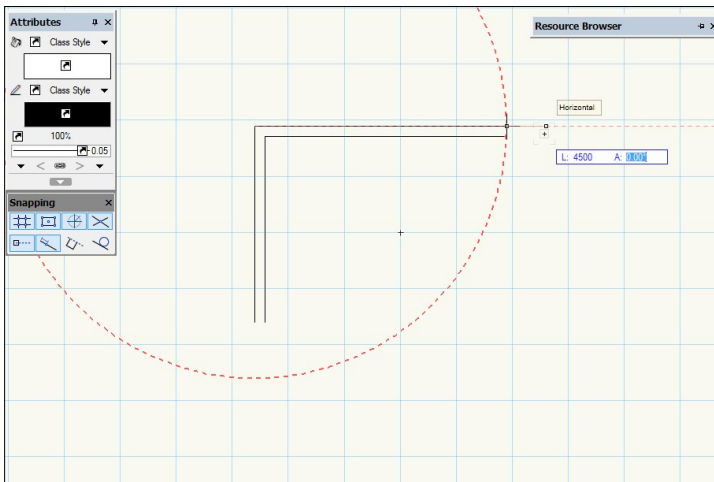 Attributes
Class Style
Class Style
100%
0.05
Snapping
Resource Browser
Horizontal
L: 4500 A: 0.00°